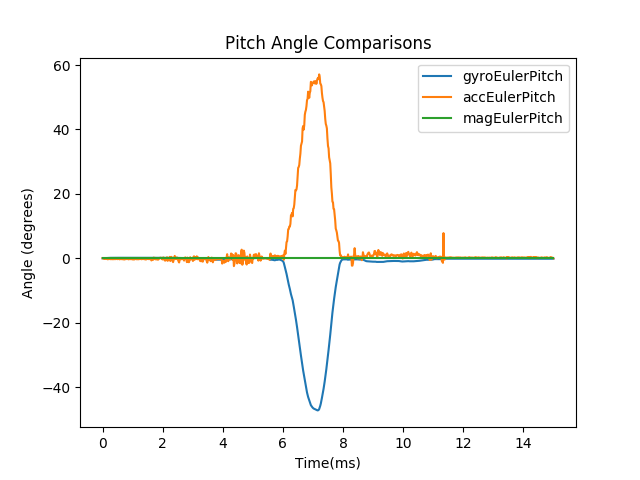 Pitch Angle Comparisons
gyroEulerPitch
accEulerPitch
magEulerPitch
Angle (degrees)
60
40
20
0
−20
−40
0 2 4 6 8 10 12 14
Time(ms)